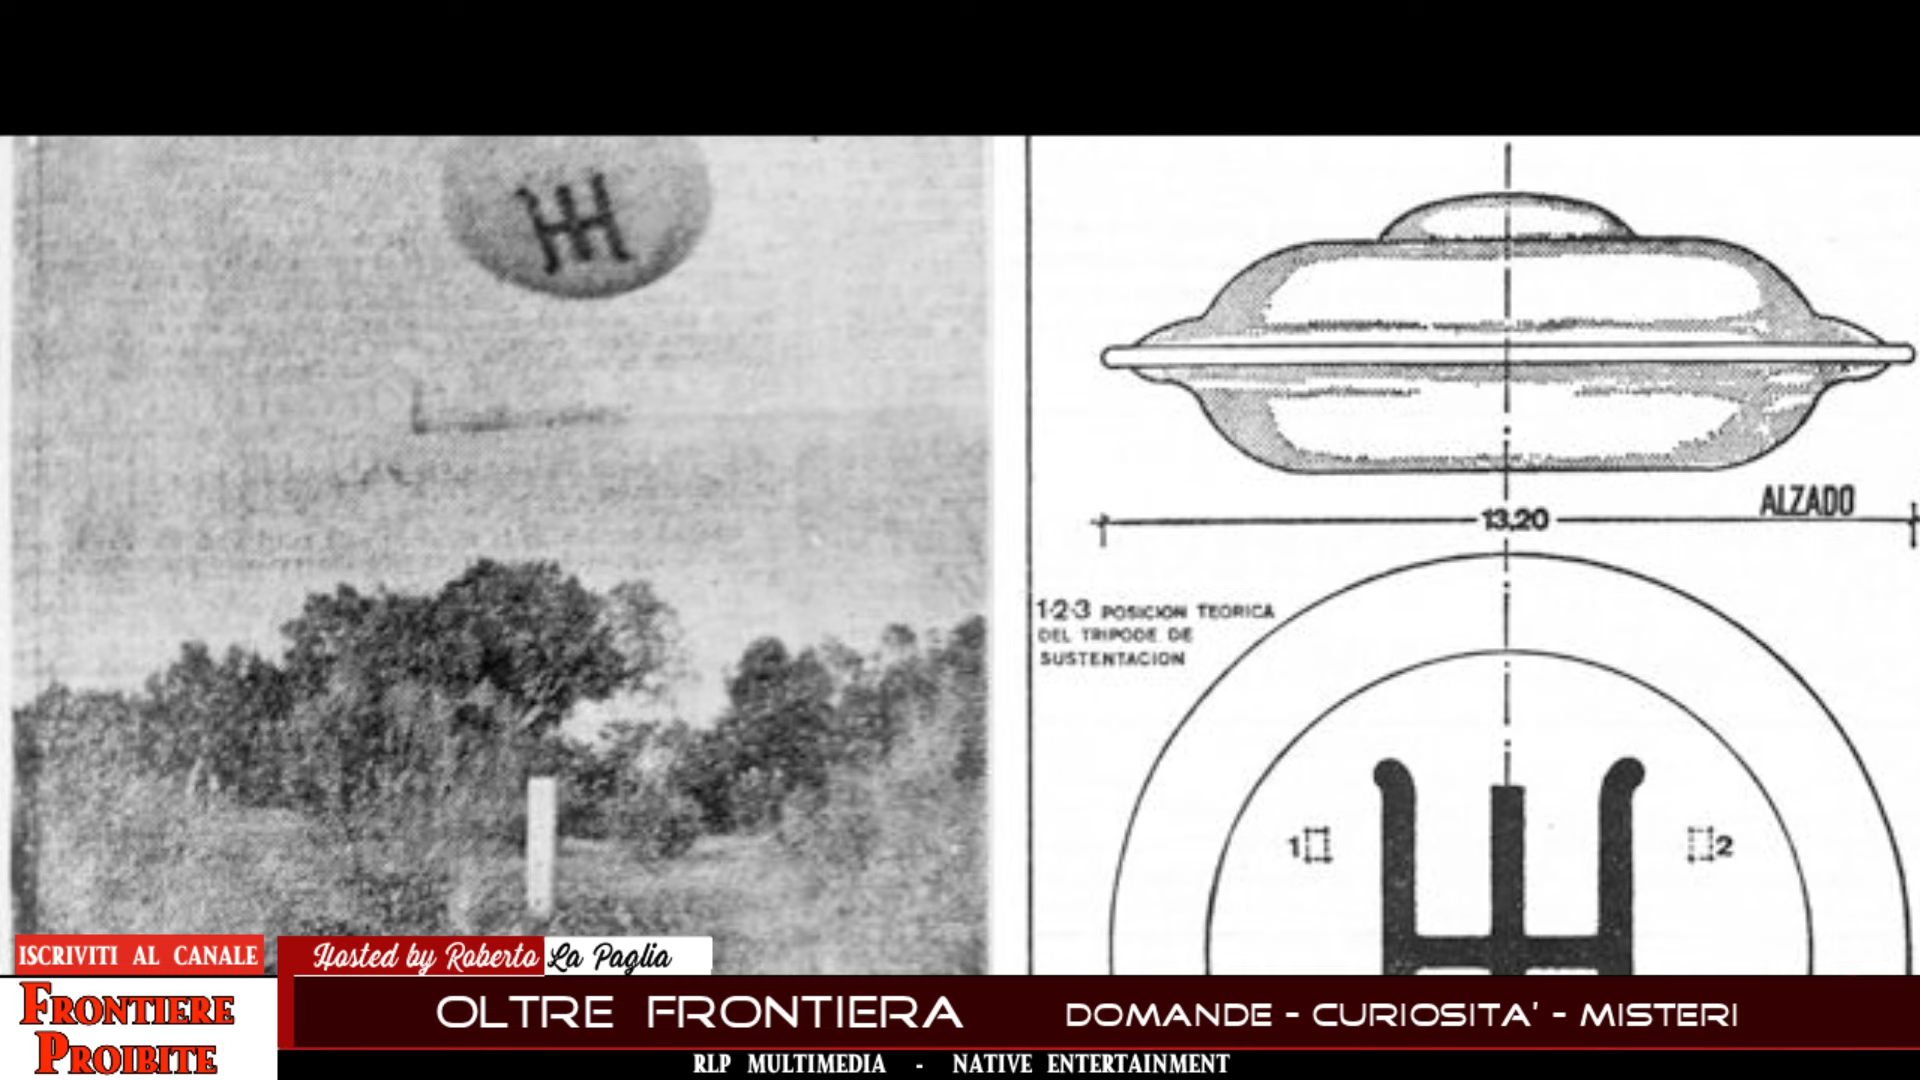 ALZADO
13,20
1-2-3 POSICION TEORICA
DEL TRIPODE DE
SUSTENTACION
1
2
ISCRIVITI AL CANALE
Hosted by Roberto La Paglia
FRONTIERE
PROIBITE
OLTRE FRONTIERA
DOMANDE - CURIOSITA' - MISTERI
RLP MULTIMEDIA - NATIVE ENTERTAINMENT